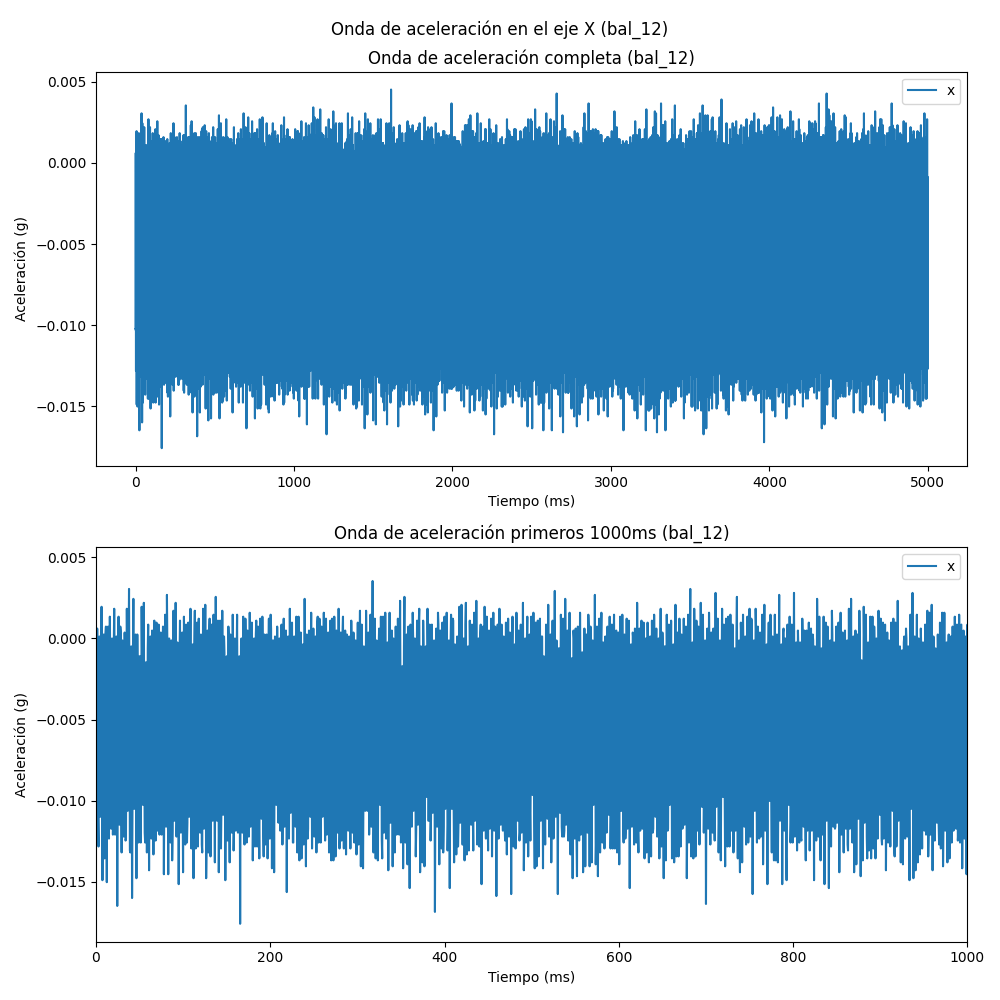 Onda de aceleración en el eje X (bal_12)
Onda de aceleración completa (bal_12)
x
0.005
0.000
−0.005
−0.010
−0.015
Aceleración (g)
0 1000 2000 3000 4000 5000
Tiempo (ms)
Onda de aceleración primeros 1000ms (bal_12)
x
0.005
0.000
−0.005
−0.010
−0.015
Aceleración (g)
0 200 400 600 800 1000
Tiempo (ms)